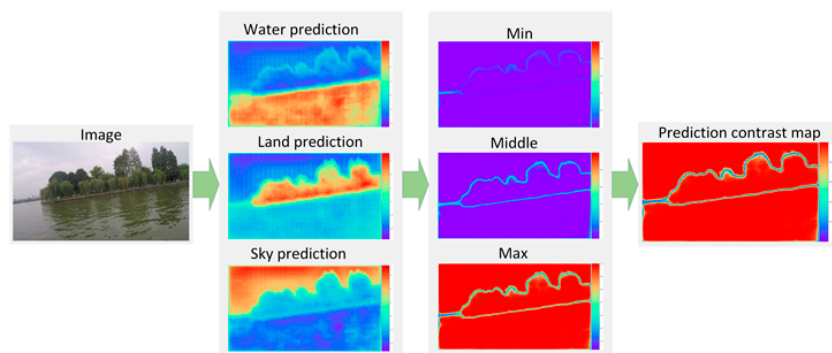 Water prediction
Min
Image
Land prediction
Middle
Prediction contrast map
Sky prediction
Max